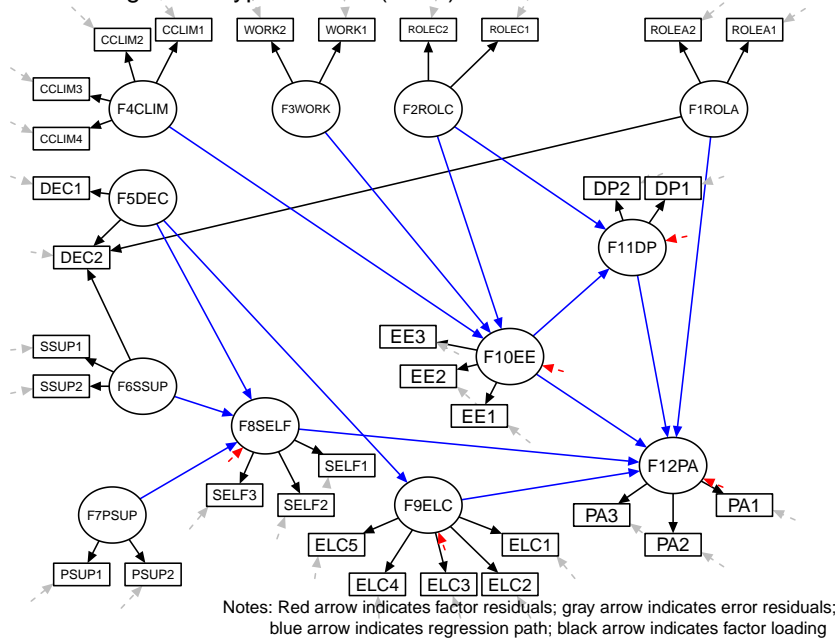 CCLIM1
WORK2
WORK1
ROLEC2
ROLEC1
ROLEA2
ROLEA1
CCLIM2
CCLIM3
F4CLIM
F3WORK
F2ROLC
F1ROLA
CCLIM4
DEC1
F5DEC
DP2
DP1
F11DP
DEC2
EE3
SSUP1
F10EE
EE2
SSUP2
F6SSUP
EE1
F8SELF
SELF1
F12PA
SELF3
SELF2
F9ELC
PA1
F7PSUP
PA3
ELC5
ELC1
PA2
PSUP1
PSUP2
ELC4
ELC3
ELC2
Notes: Red arrow indicates factor residuals; gray arrow indicates error residuals;
blue arrow indicates regression path; black arrow indicates factor loading